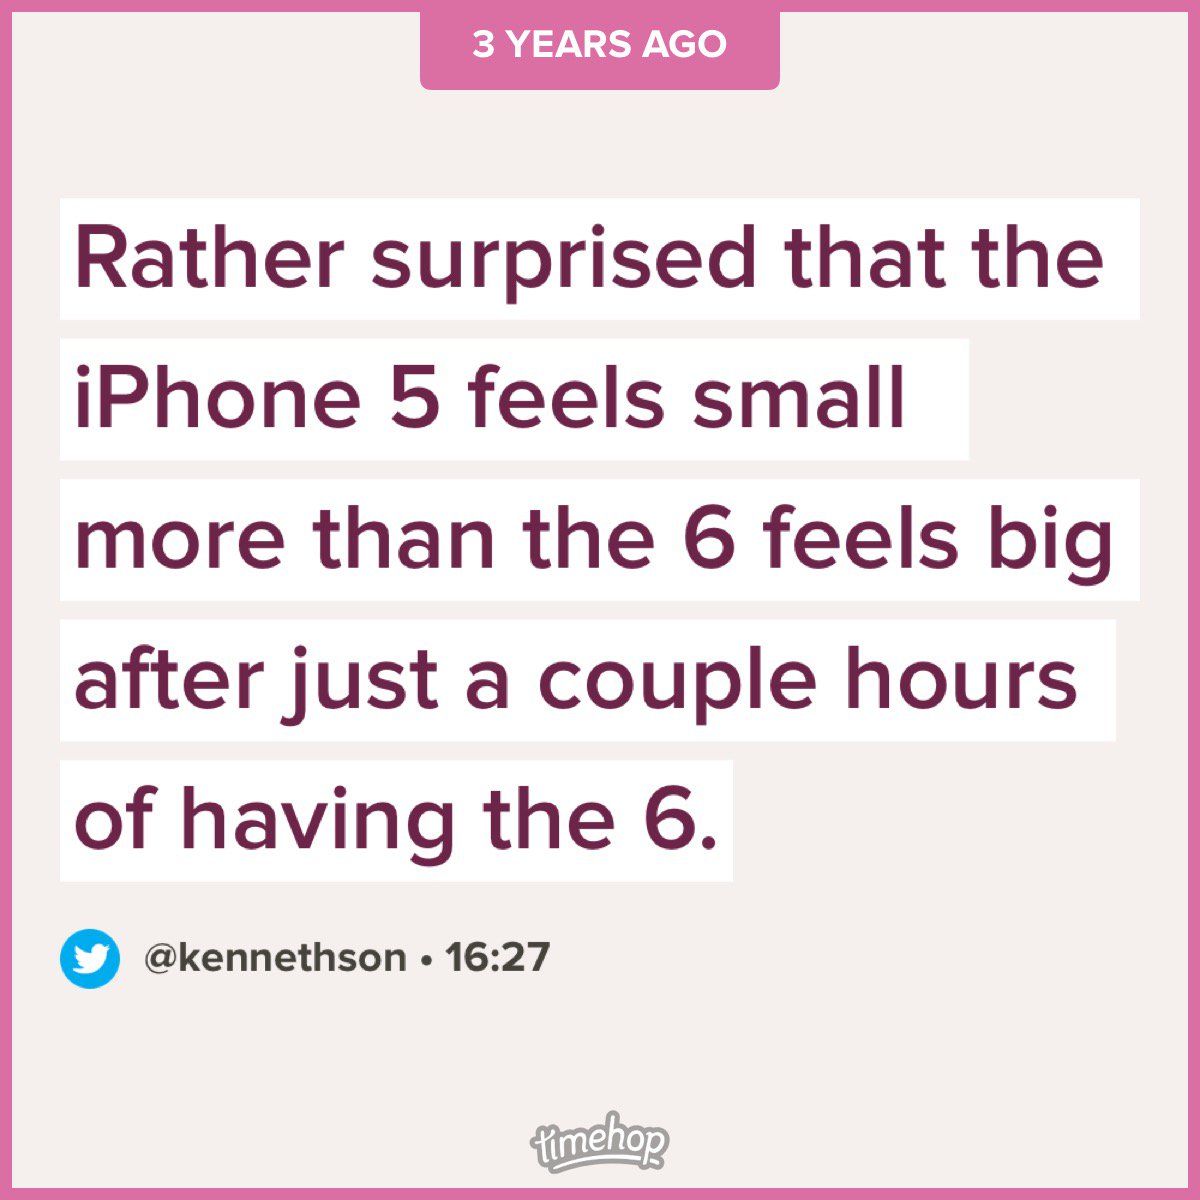 3 YEARS AGO
Rather surprised that the
iPhone 5 feels small
more than the 6 feels big
after just a couple hours
of having the 6.
@kennethson • 16:27
timehop